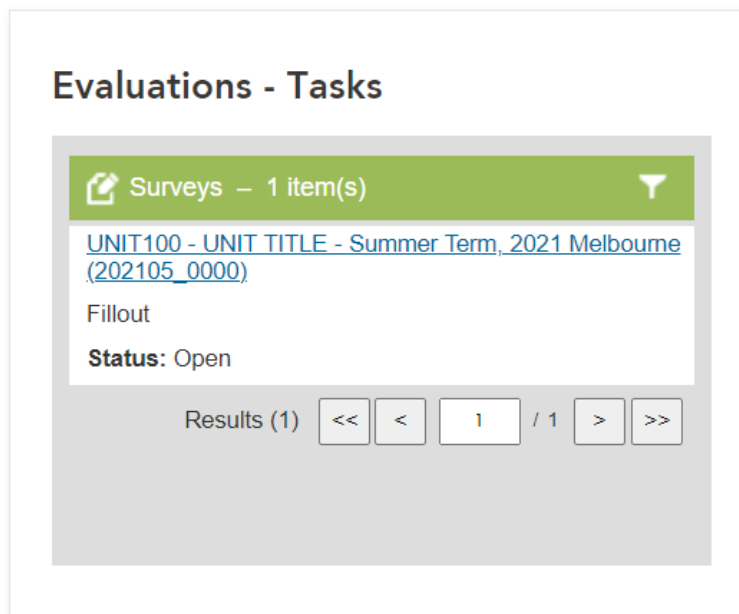 Evaluations - Tasks
Surveys – 1 item(s)
UNIT100 - UNIT TITLE - Summer Term, 2021 Melbourne
(202105_0000)
Fillout
Status: Open
Results (1) << < 1 / 1 > >>